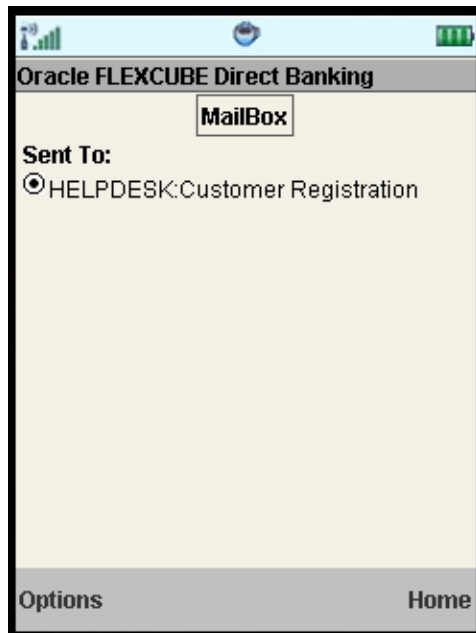 Oracle FLEXCUBE Direct Banking
MailBox
Sent To:
HELPDESK:Customer Registration
Options Home